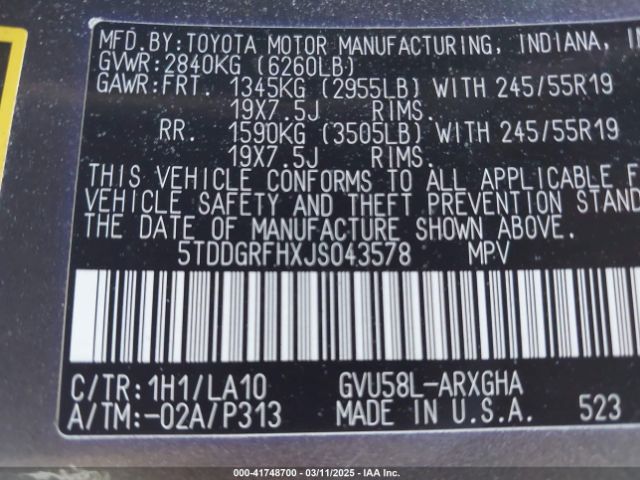 MFD.BY:TOYOTA MOTOR MANUFACTURING, INDIANA,
GVWR:2840KG (6260LB)
GAWR:FRT. 1345KG (2955LB) WITH 245/55R19
19X7.5J RIMS.
RR. 1590KG (3505LB) WITH 245/55R19
19X7.5J RIMS.
THIS VEHICLE CONFORMS TO ALL APPLICABLE
VEHICLE SAFETY AND THEFT PREVENTION STAND
THE DATE OF MANUFACTURE SHOWN ABOVE.
5TDDGRFHXJS043578 MPV
C/TR:1H1/LA10 GVU58L-ARXGHA
A/TM:-02A/P313 MADE IN U.S.A. 523
000-41748700 / 03/11/2025 / IAA Inc.